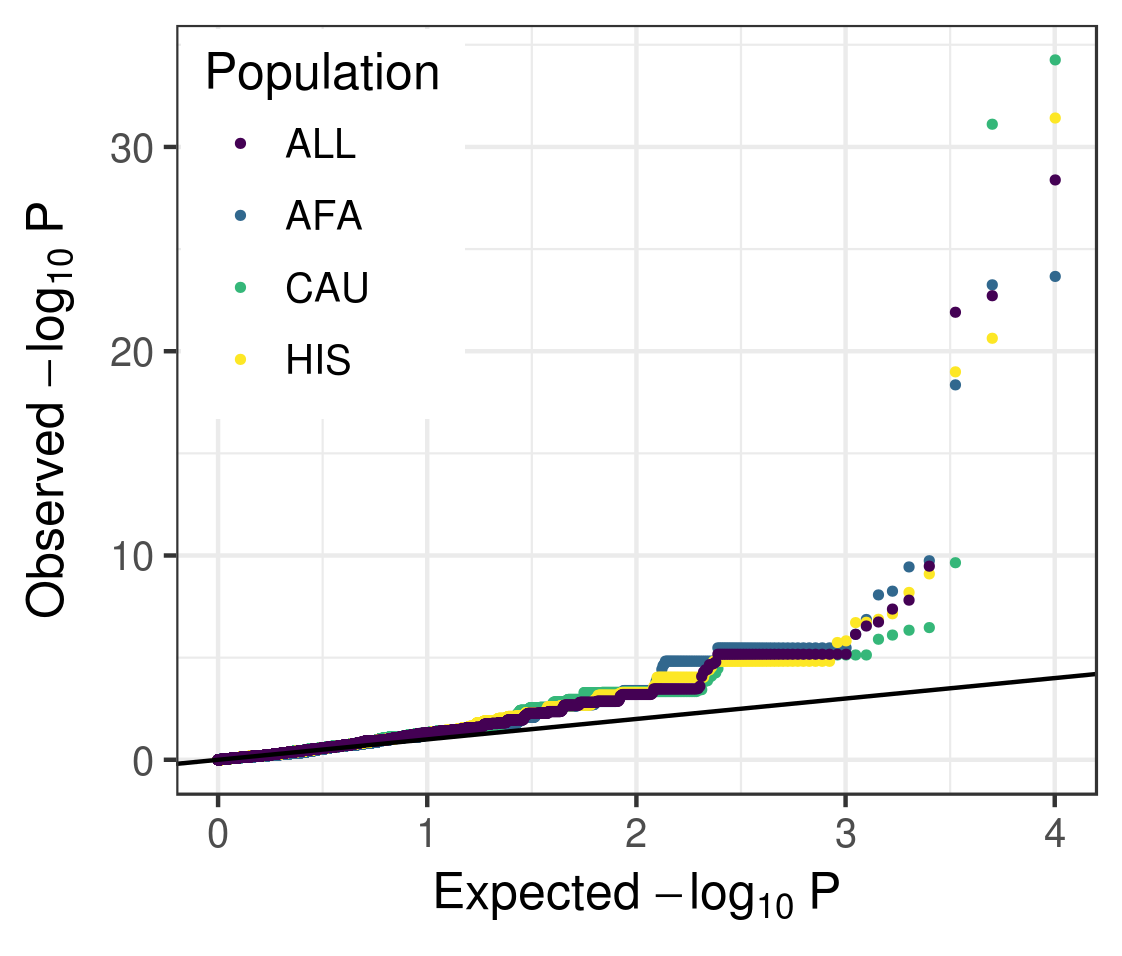 Population
ALL
AFA
CAU
HIS
30
20
10
0
Observed −log₁₀ P
0 1 2 3 4
Expected −log₁₀ P